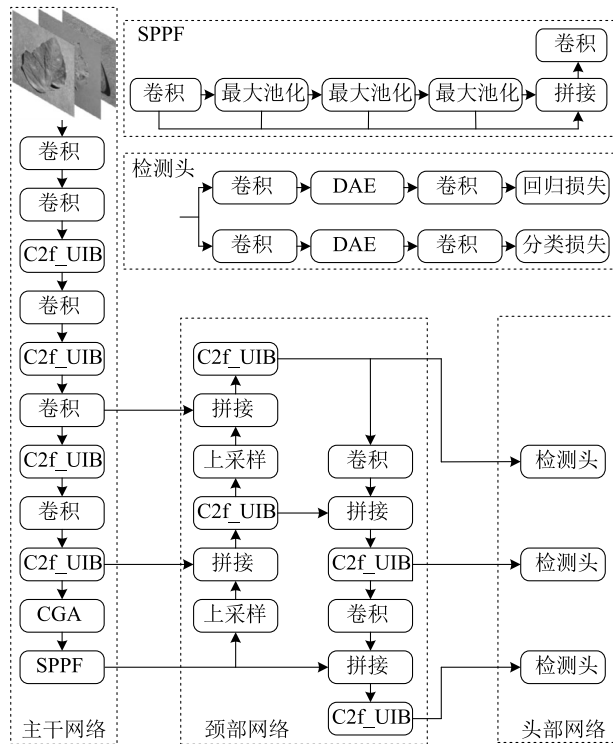 SPPF
卷积
卷积 最大池化 最大池化 最大池化 拼接
检测头
卷积 DAE 卷积 回归损失
卷积 DAE 卷积 分类损失
卷积
卷积
C2f_UIB
卷积
C2f_UIB
卷积
C2f_UIB
卷积
C2f_UIB
CGA
SPPF
主干网络
C2f_UIB
拼接
上采样
C2f_UIB
拼接
上采样
卷积
拼接
C2f_UIB
卷积
拼接
C2f_UIB
颈部网络
检测头
检测头
检测头
头部网络